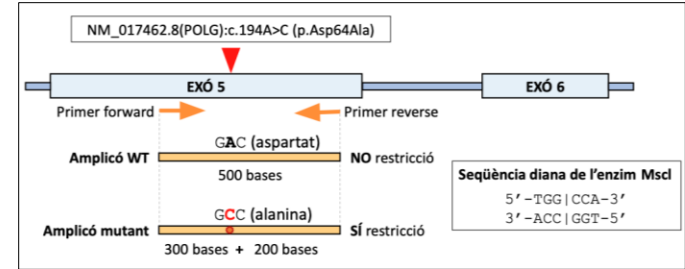 NM_017462.8(POLG):c.194A>C (p.Asp64Ala)
EXÓ 5
EXÓ 6
Primer forward
Primer reverse
GAC (aspartat)
Amplicó WT
NO restricció
500 bases
GCC (alanina)
Amplicó mutant
SÍ restricció
300 bases + 200 bases
Seqüència diana de l’enzim MscI
5’-TGG|CCA-3’
3’-ACC|GGT-5’